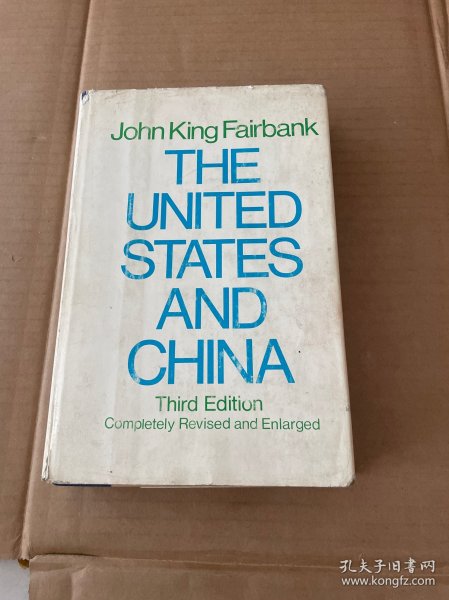 John King Fairbank
THE
UNITED
STATES
AND
CHINA
Third Edition
Completely Revised and Enlarged
孔夫子旧书网
www.kongfz.com